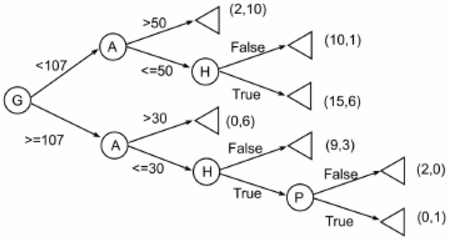 >50
(2,10)
A
<107
<=50
False
(10,1)
H
True
(15,6)
G
>=107
>30
(0,6)
A
<=30
False
(9,3)
H
True
False
(2,0)
P
True
(0,1)